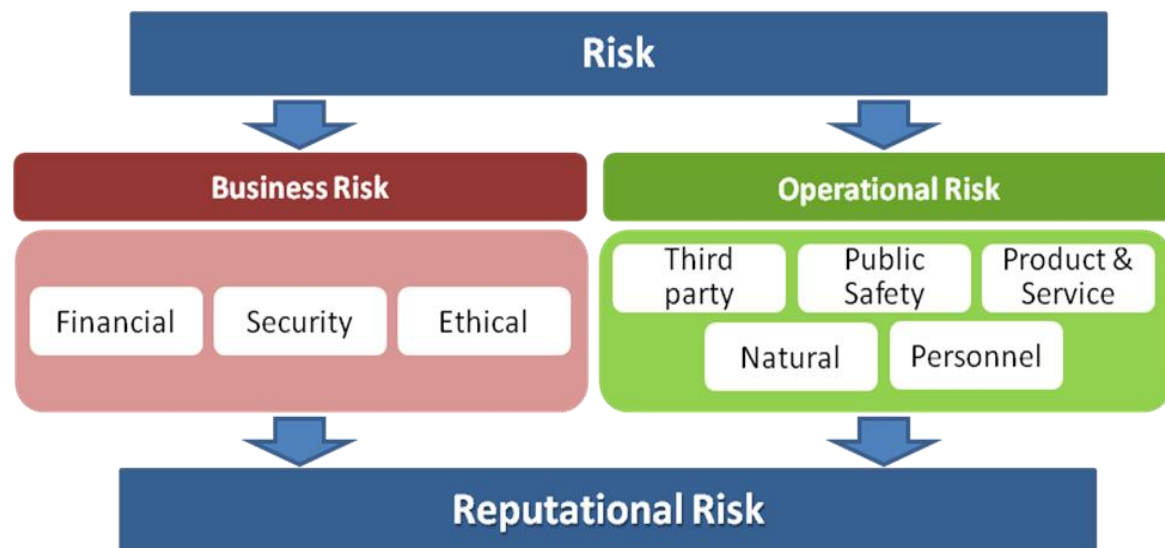 Risk
Business Risk
Operational Risk
Financial
Security
Ethical
Third
party
Public
Safety
Product &
Service
Natural
Personnel
Reputational Risk